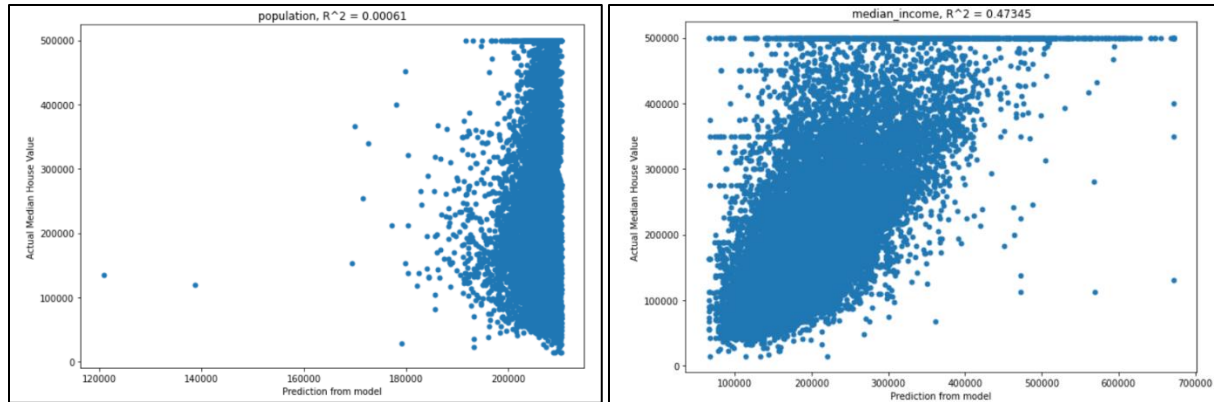 population, R^2 = 0.00061
500000
400000
300000
200000
100000
0
Actual Median House Value
120000 140000 160000 180000 200000
Prediction from model
median_income, R^2 = 0.47345
500000
400000
300000
200000
100000
0
Actual Median House Value
100000 200000 300000 400000 500000 600000 700000
Prediction from model